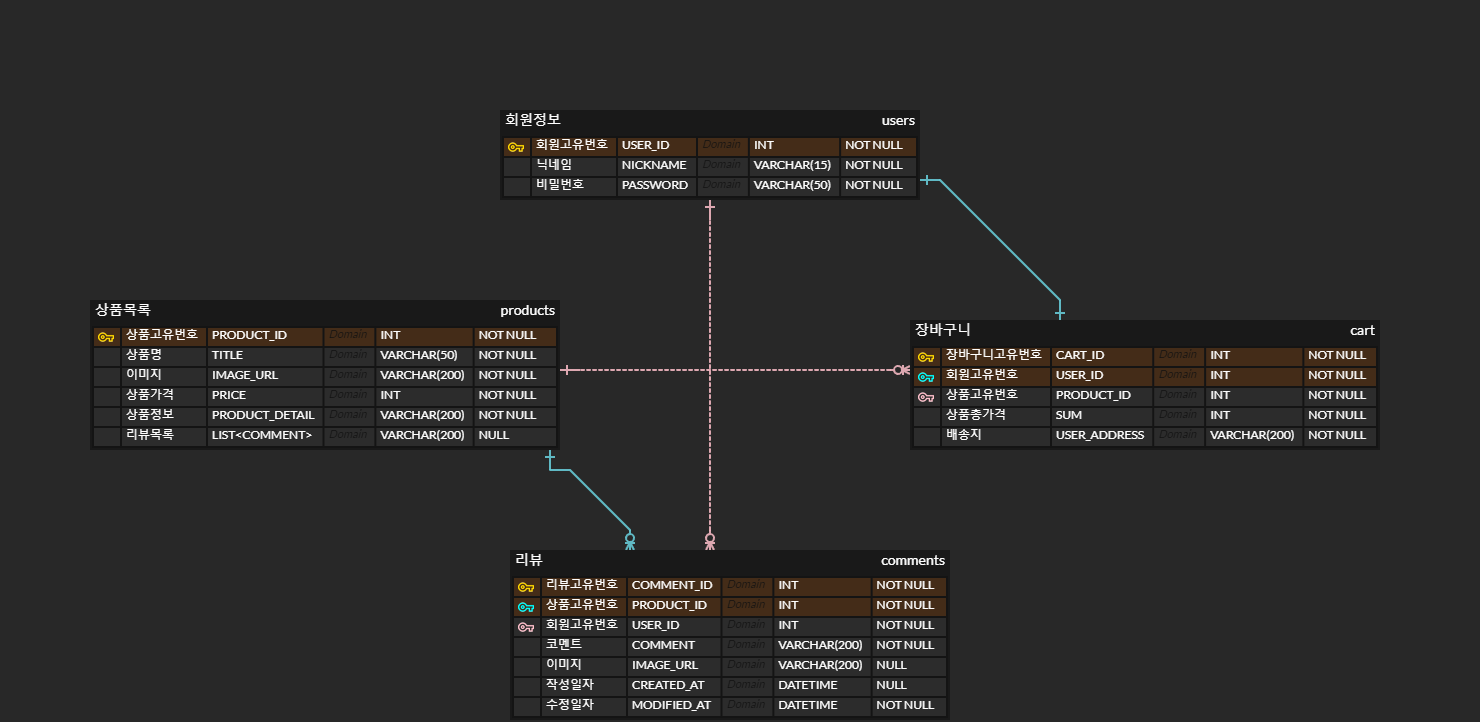 회원정보 users
회원고유번호 USER_ID Domain INT NOT NULL
닉네임 NICKNAME Domain VARCHAR(15) NOT NULL
비밀번호 PASSWORD Domain VARCHAR(50) NOT NULL
상품목록 products
상품고유번호 PRODUCT_ID Domain INT NOT NULL
상품명 TITLE Domain VARCHAR(50) NOT NULL
이미지 IMAGE_URL Domain VARCHAR(200) NOT NULL
상품가격 PRICE Domain INT NOT NULL
상품정보 PRODUCT_DETAIL Domain VARCHAR(200) NOT NULL
리뷰목록 LIST<COMMENT> Domain VARCHAR(200) NULL
장바구니 cart
장바구니고유번호 CART_ID Domain INT NOT NULL
회원고유번호 USER_ID Domain INT NOT NULL
상품고유번호 PRODUCT_ID Domain INT NOT NULL
상품총가격 SUM Domain INT NOT NULL
배송지 USER_ADDRESS Domain VARCHAR(200) NOT NULL
리뷰 comments
리뷰고유번호 COMMENT_ID Domain INT NOT NULL
상품고유번호 PRODUCT_ID Domain INT NOT NULL
회원고유번호 USER_ID Domain INT NOT NULL
코멘트 COMMENT Domain VARCHAR(200) NOT NULL
이미지 IMAGE_URL Domain VARCHAR(200) NULL
작성일자 CREATED_AT Domain DATETIME NULL
수정일자 MODIFIED_AT Domain DATETIME NOT NULL